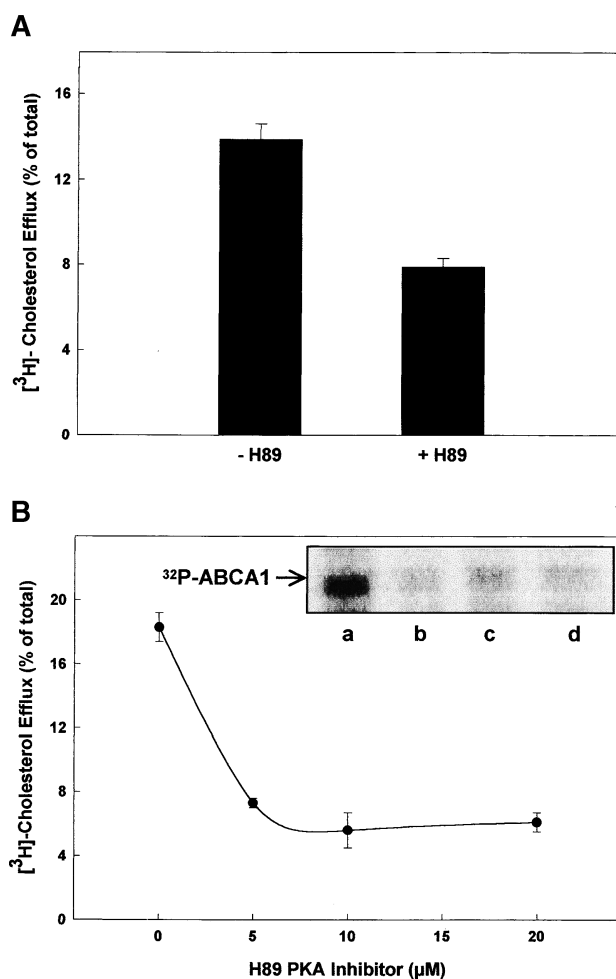 A
[³H]- Cholesterol Efflux (% of total)
16
12
8
4
0
- H89
+ H89
B
³²P-ABCA1
a b c d
[³H]-Cholesterol Efflux (% of total)
20
16
12
8
4
0
0 5 10 15 20
H89 PKA Inhibitor (µM)